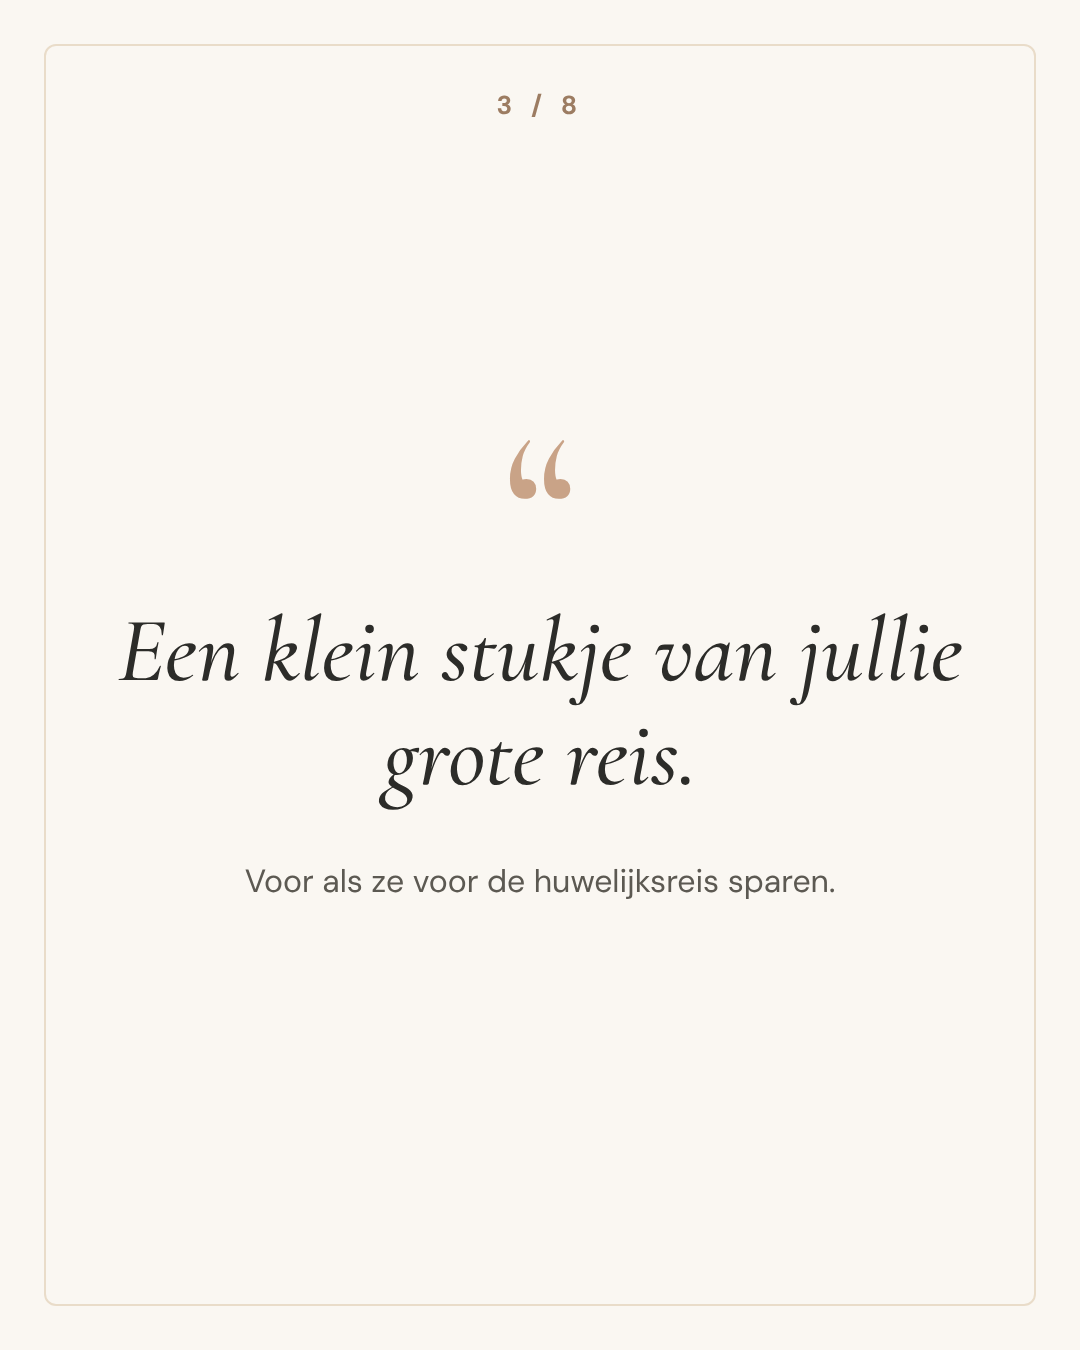 3 / 8
“
Een klein stukje van jullie
grote reis.
Voor als ze voor de huwelijksreis sparen.